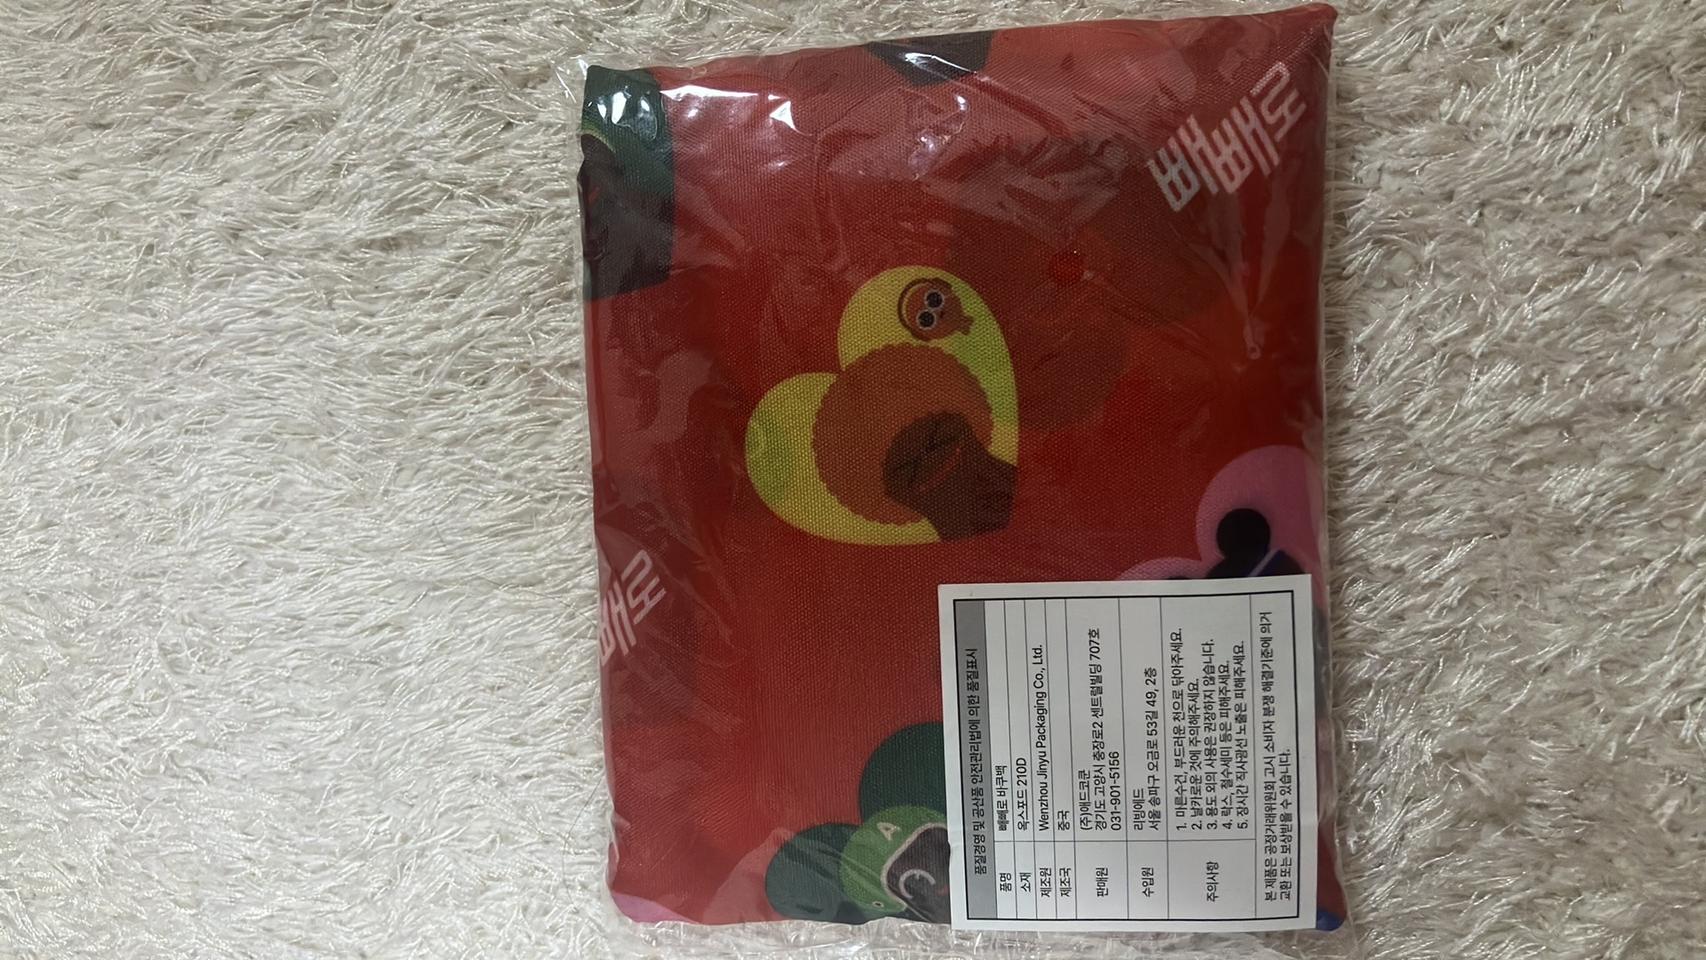 빼빼로
빼로
A
C
품질경영 및 공산품 안전관리법에 의한 품질표시
품명 빼빼로 바쿠백
소재 옥스포드 210D
제조원 Wenzhou Jinyu Packaging Co., Ltd.
제조국 중국
판매원 (주)애드코쿤
경기도 고양시 중장로2 센트럴빌딩 707호
031-901-5156
수입원 리빙에드
서울 송파구 오금로 53길 49, 2층
주의사항
1. 마른수건, 부드러운 천으로 닦아주세요.
2. 날카로운 것에 주의해주세요.
3. 용도 외의 사용은 권장하지 않습니다.
4. 락스, 철수세미 등은 피해주세요.
5. 장시간 직사광선 노출은 피해주세요.
본 제품은 공정거래위원회 고시 소비자 분쟁 해결기준에 의거
교환 또는 보상받을 수 있습니다.